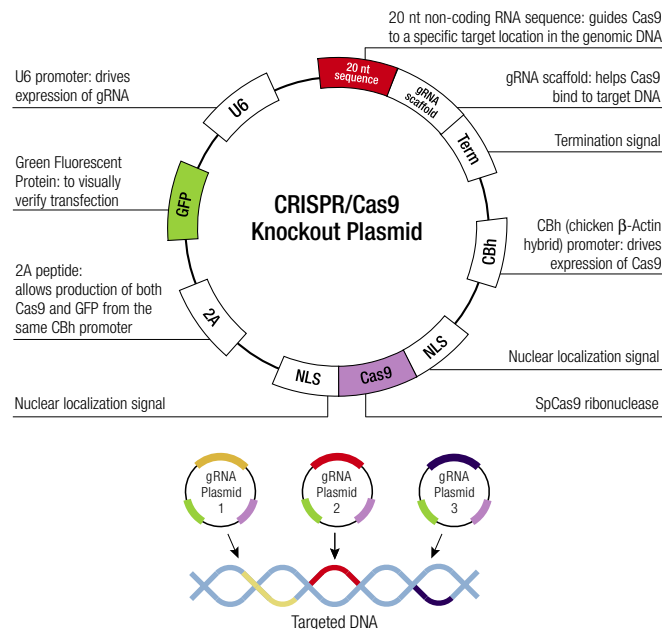 20 nt non-coding RNA sequence: guides Cas9
to a specific target location in the genomic DNA
U6 promoter: drives
expression of gRNA
gRNA scaffold: helps Cas9
bind to target DNA
Termination signal
Green Fluorescent
Protein: to visually
verify transfection
CBh (chicken β-Actin
hybrid) promoter: drives
expression of Cas9
2A peptide:
allows production of both
Cas9 and GFP from the
same CBh promoter
Nuclear localization signal
Nuclear localization signal
SpCas9 ribonuclease
20 nt
sequence
gRNA
scaffold
Term
CBh
NLS
Cas9
NLS
2A
GFP
U6
CRISPR/Cas9
Knockout Plasmid
gRNA
Plasmid
1
gRNA
Plasmid
2
gRNA
Plasmid
3
Targeted DNA